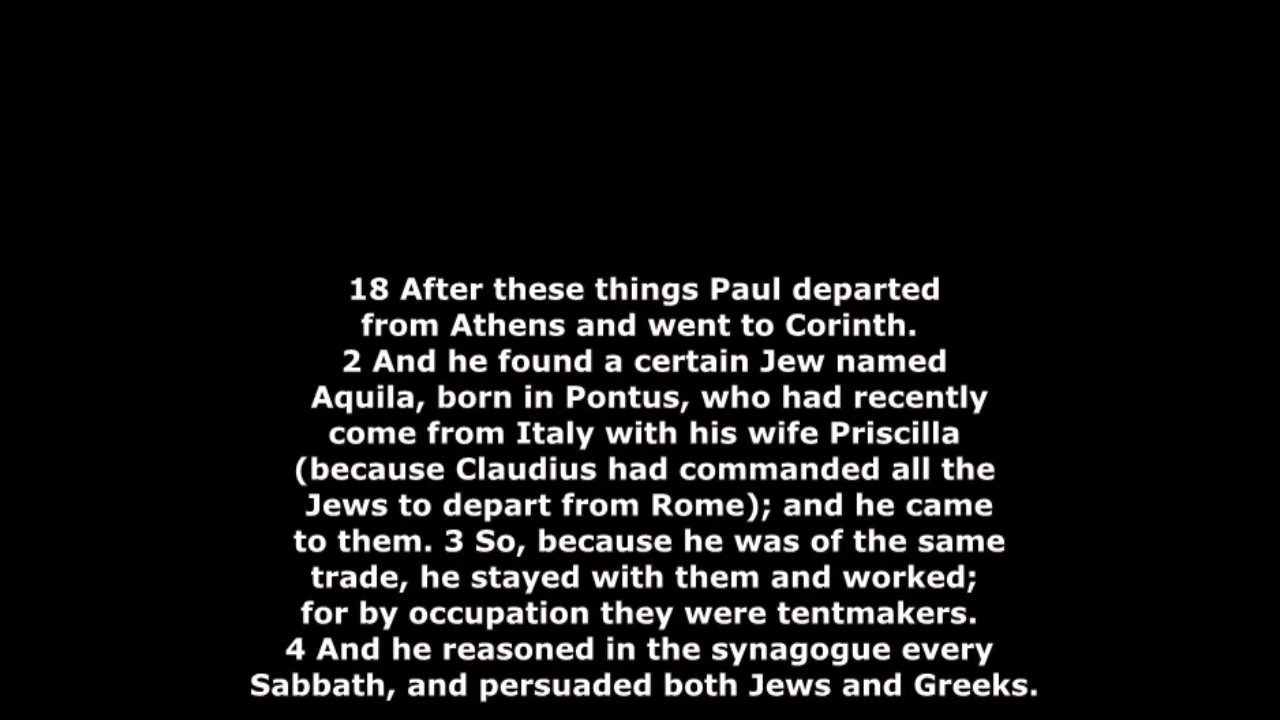 18 After these things Paul departed
from Athens and went to Corinth.
2 And he found a certain Jew named
Aquila, born in Pontus, who had recently
come from Italy with his wife Priscilla
(because Claudius had commanded all the
Jews to depart from Rome); and he came
to them. 3 So, because he was of the same
trade, he stayed with them and worked;
for by occupation they were tentmakers.
4 And he reasoned in the synagogue every
Sabbath, and persuaded both Jews and Greeks.